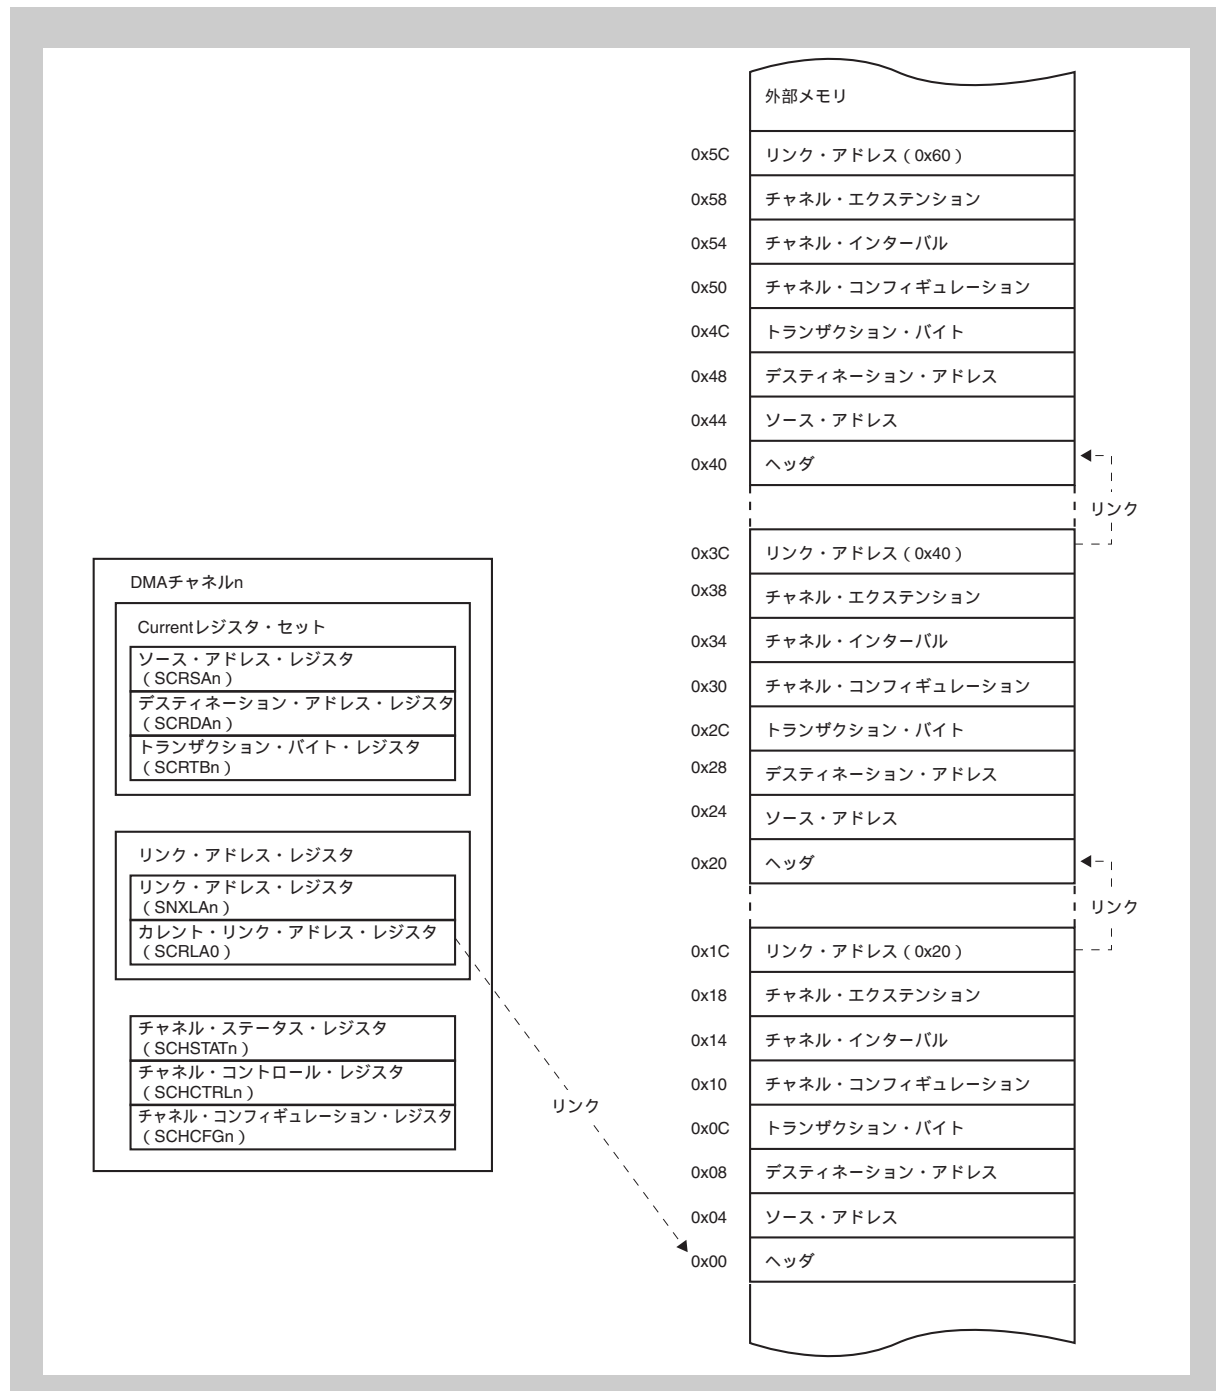 外部メモリ
0x5C リンク・アドレス（0x60）
0x58 チャネル・エクステンション
0x54 チャネル・インターバル
0x50 チャネル・コンフィギュレーション
0x4C トランザクション・バイト
0x48 デスティネーション・アドレス
0x44 ソース・アドレス
0x40 ヘッダ
リンク
0x3C リンク・アドレス（0x40）
0x38 チャネル・エクステンション
0x34 チャネル・インターバル
0x30 チャネル・コンフィギュレーション
0x2C トランザクション・バイト
0x28 デスティネーション・アドレス
0x24 ソース・アドレス
0x20 ヘッダ
リンク
0x1C リンク・アドレス（0x20）
0x18 チャネル・エクステンション
0x14 チャネル・インターバル
0x10 チャネル・コンフィギュレーション
0x0C トランザクション・バイト
0x08 デスティネーション・アドレス
0x04 ソース・アドレス
0x00 ヘッダ
DMAチャネルn
Currentレジスタ・セット
ソース・アドレス・レジスタ
（SCRSAn）
デスティネーション・アドレス・レジスタ
（SCRDAn）
トランザクション・バイト・レジスタ
（SCRTBn）
リンク・アドレス・レジスタ
リンク・アドレス・レジスタ
（SNXLAn）
カレント・リンク・アドレス・レジスタ
（SCRLA0）
チャネル・ステータス・レジスタ
（SCHSTATn）
チャネル・コントロール・レジスタ
（SCHCTRLn）
チャネル・コンフィギュレーション・レジスタ
（SCHCFGn）
リンク